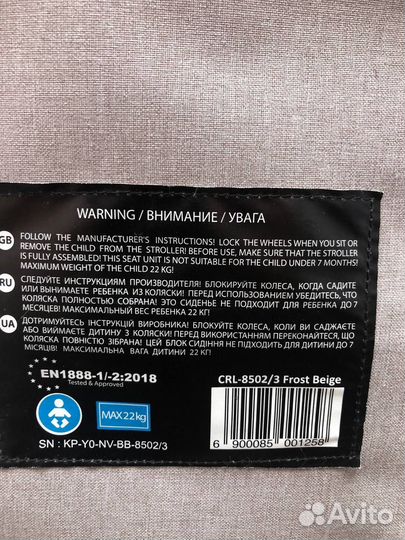 WARNING / ВНИМАНИЕ / УВАГА
GB
FOLLOW THE MANUFACTURER'S INSTRUCTIONS! LOCK THE WHEELS WHEN YOU SIT OR
REMOVE THE CHILD FROM THE STROLLER! BEFORE USE, MAKE SURE THAT THE STROLLER
IS FULLY ASSEMBLED! THIS SEAT UNIT IS NOT SUITABLE FOR THE CHILD UNDER 7 MONTHS!
MAXIMUM WEIGHT OF THE CHILD 22 KG!
RU
СЛЕДУЙТЕ ИНСТРУКЦИЯМ ПРОИЗВОДИТЕЛЯ! БЛОКИРУЙТЕ КОЛЕСА, КОГДА САДИТЕ
ИЛИ ВЫНИМАЕТЕ РЕБЕНКА ИЗ КОЛЯСКИ! ПЕРЕД ИСПОЛЬЗОВАНИЕМ УБЕДИТЕСЬ, ЧТО
КОЛЯСКА ПОЛНОСТЬЮ СОБРАНА! ЭТО СИДЕНЬЕ НЕ ПОДХОДИТ ДЛЯ РЕБЕНКА ДО 7
МЕСЯЦЕВ! МАКСИМАЛЬНЫЙ ВЕС РЕБЕНКА 22 КГ!
UA
ДОТРИМУЙТЕСЬ ІНСТРУКЦІЙ ВИРОБНИКА! БЛОКУЙТЕ КОЛЕСА, КОЛИ ВИ САДЖАЄТЕ
АБО ВИЙМАЄТЕ ДИТИНУ З КОЛЯСКИ! ПЕРЕД ВИКОРИСТАННЯМ ПЕРЕКОНАЙТЕСЯ, ЩО
КОЛЯСКА ПОВНІСТЮ ЗІБРАНА! ЦЕЙ БЛОК СИДІННЯ НЕ ПІДХОДИТЬ ДЛЯ ДИТИНИ ДО 7
МІСЯЦІВ! МАКСИМАЛЬНА ВАГА ДИТИНИ 22 КГ!
EN1888-1/-2:2018
Tested & Approved
CRL-8502/3 Frost Beige
MAX 22kg
6 900085 001258
SN : KP-Y0-NV-BB-8502/3
Avito